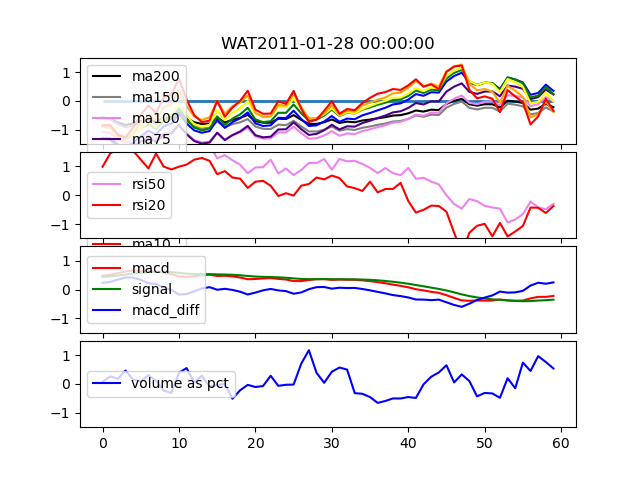 WAT2011-01-28 00:00:00
1
0
−1
ma200
ma150
ma100
ma75
1
0
−1
rsi50
rsi20
ma10
1
0
−1
macd
signal
macd_diff
1
0
−1
volume as pct
0 10 20 30 40 50 60